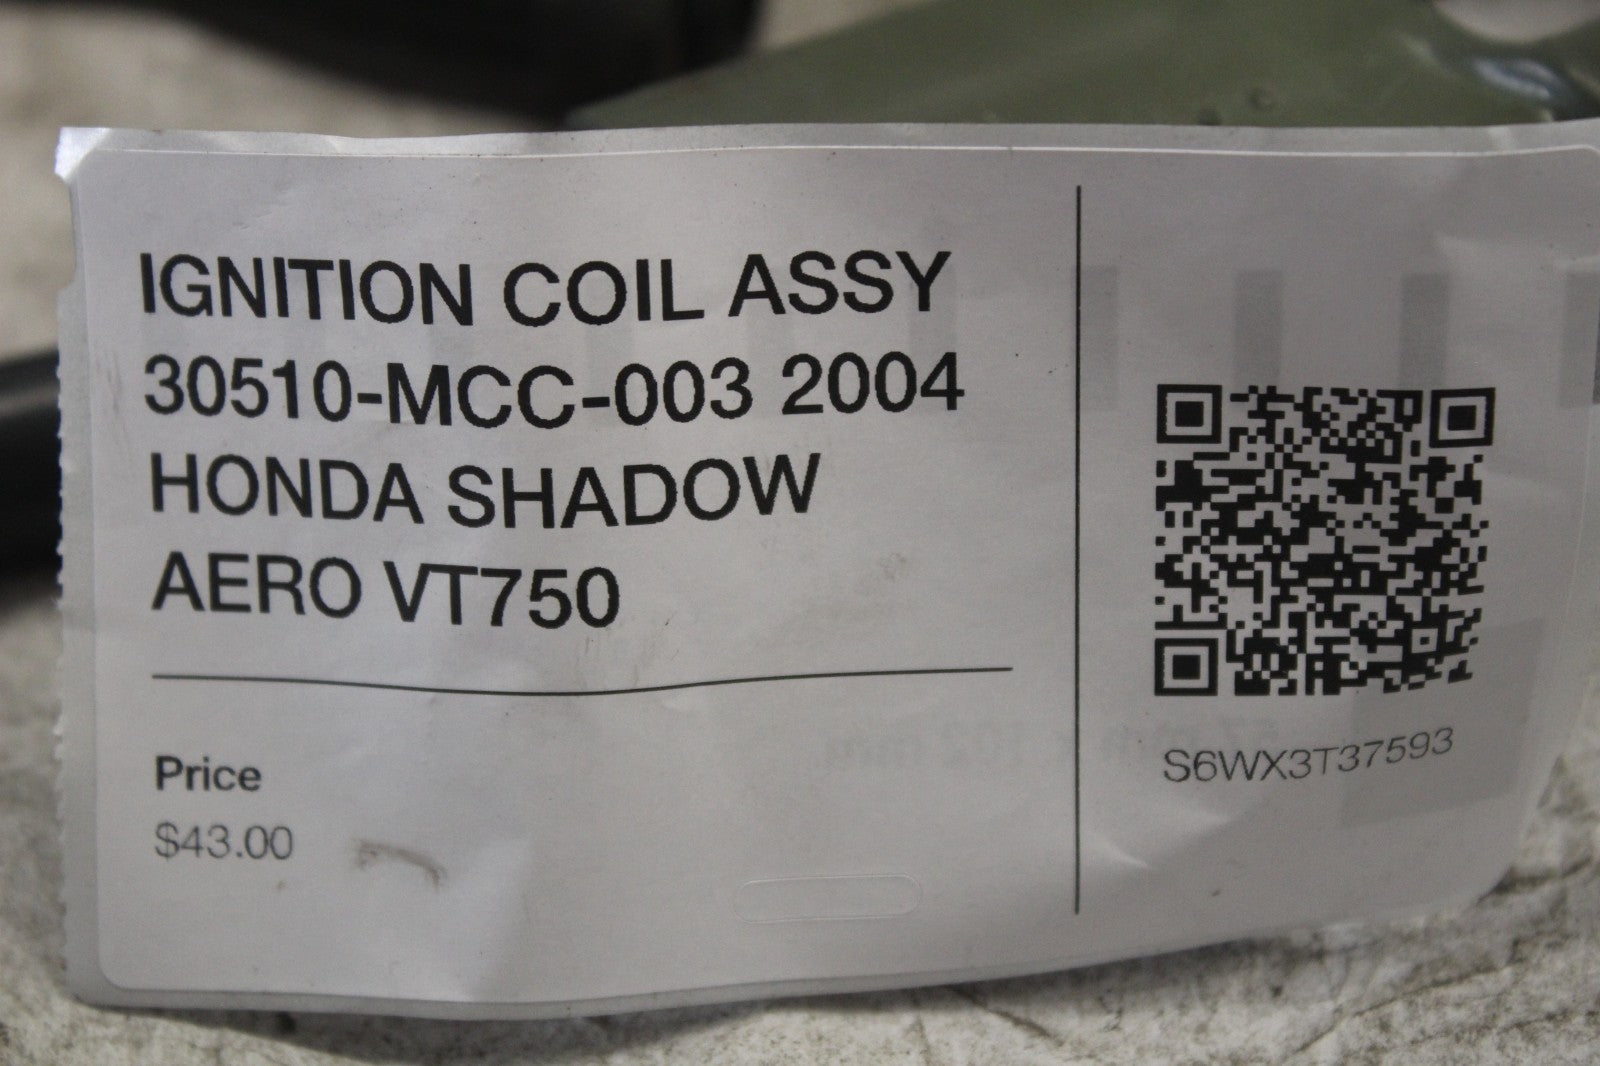 IGNITION COIL ASSY
30510-MCC-003 2004
HONDA SHADOW
AERO VT750
Price
$43.00
S6WX3T37593